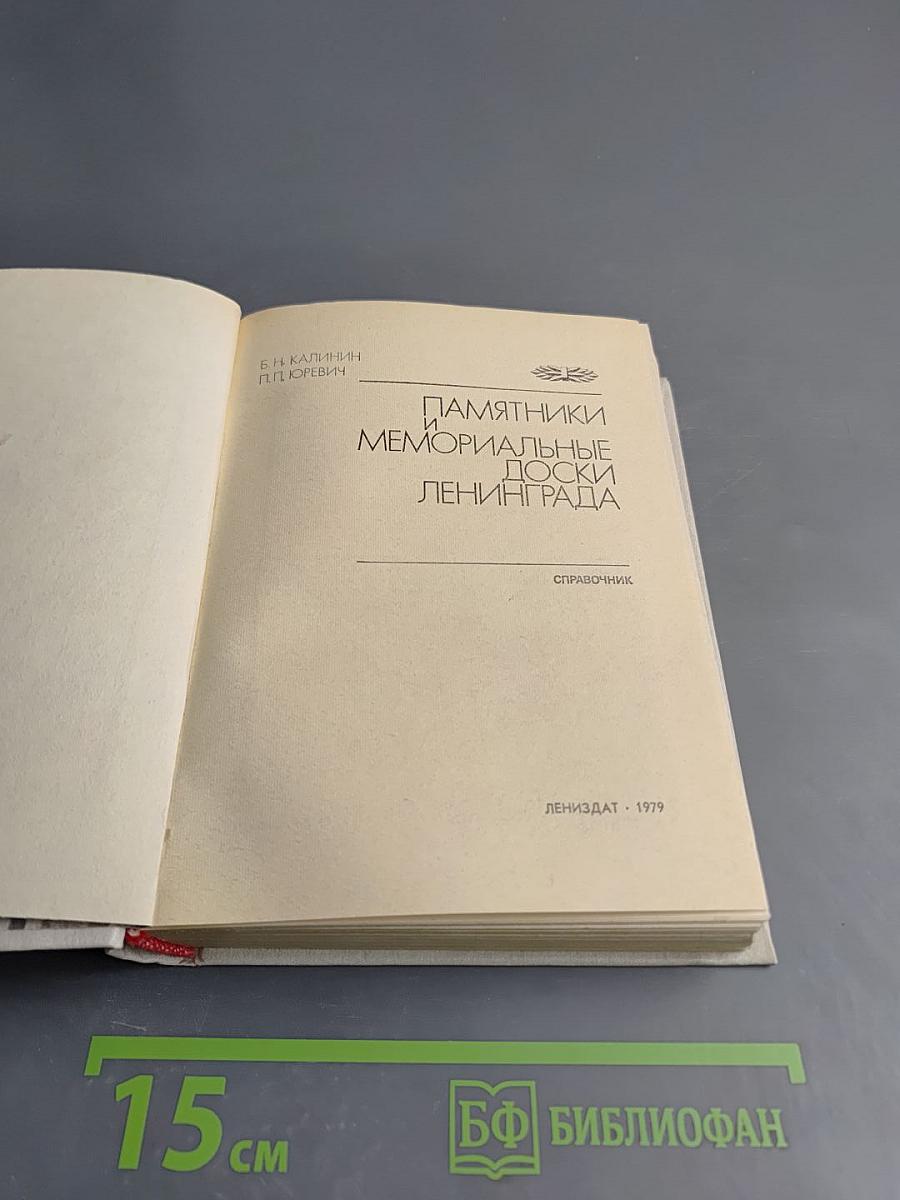 Б. Н. КАЛИНИН
П. П. ЮРЕВИЧ
ПАМЯТНИКИ
И
МЕМОРИАЛЬНЫЕ
ДОСКИ
ЛЕНИНГРАДА
СПРАВОЧНИК
ЛЕНИЗДАТ · 1979
15 см
БФ БИБЛИОФАН